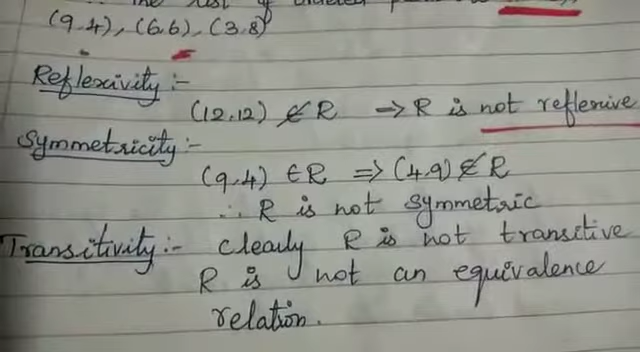 (9.4), (6,6), (3,8)
Reflexivity :-
(12,12) ∉ R ⇒ R is not reflexive
Symmetricity :-
(9,4) ∈ R ⇒ (4,9) ∉ R
∴ R is not symmetric
Transitivity :- clearly R is not transitive
R is not an equivalence
relation.